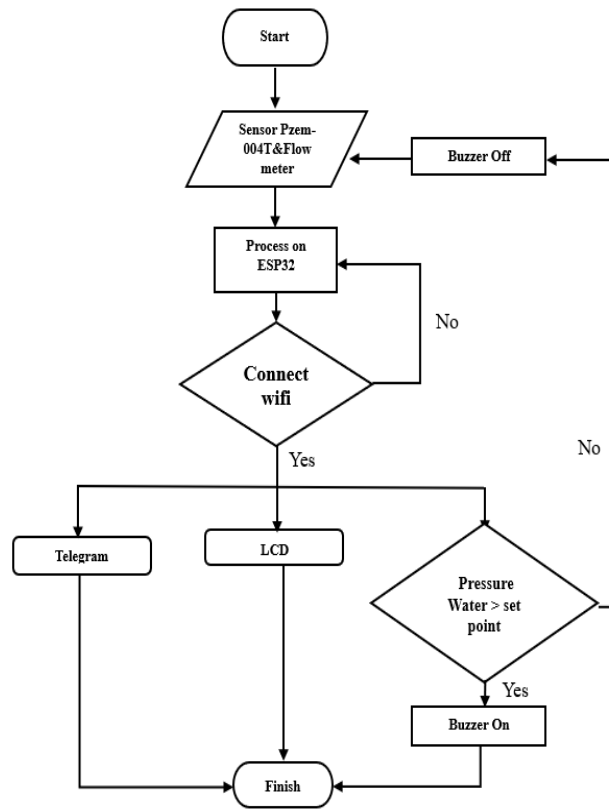 Start
Sensor Pzem-
004T&Flow
meter
Buzzer Off
Process on
ESP32
No
Connect
wifi
Yes
No
Telegram
LCD
Pressure
Water > set
point
Yes
Buzzer On
Finish